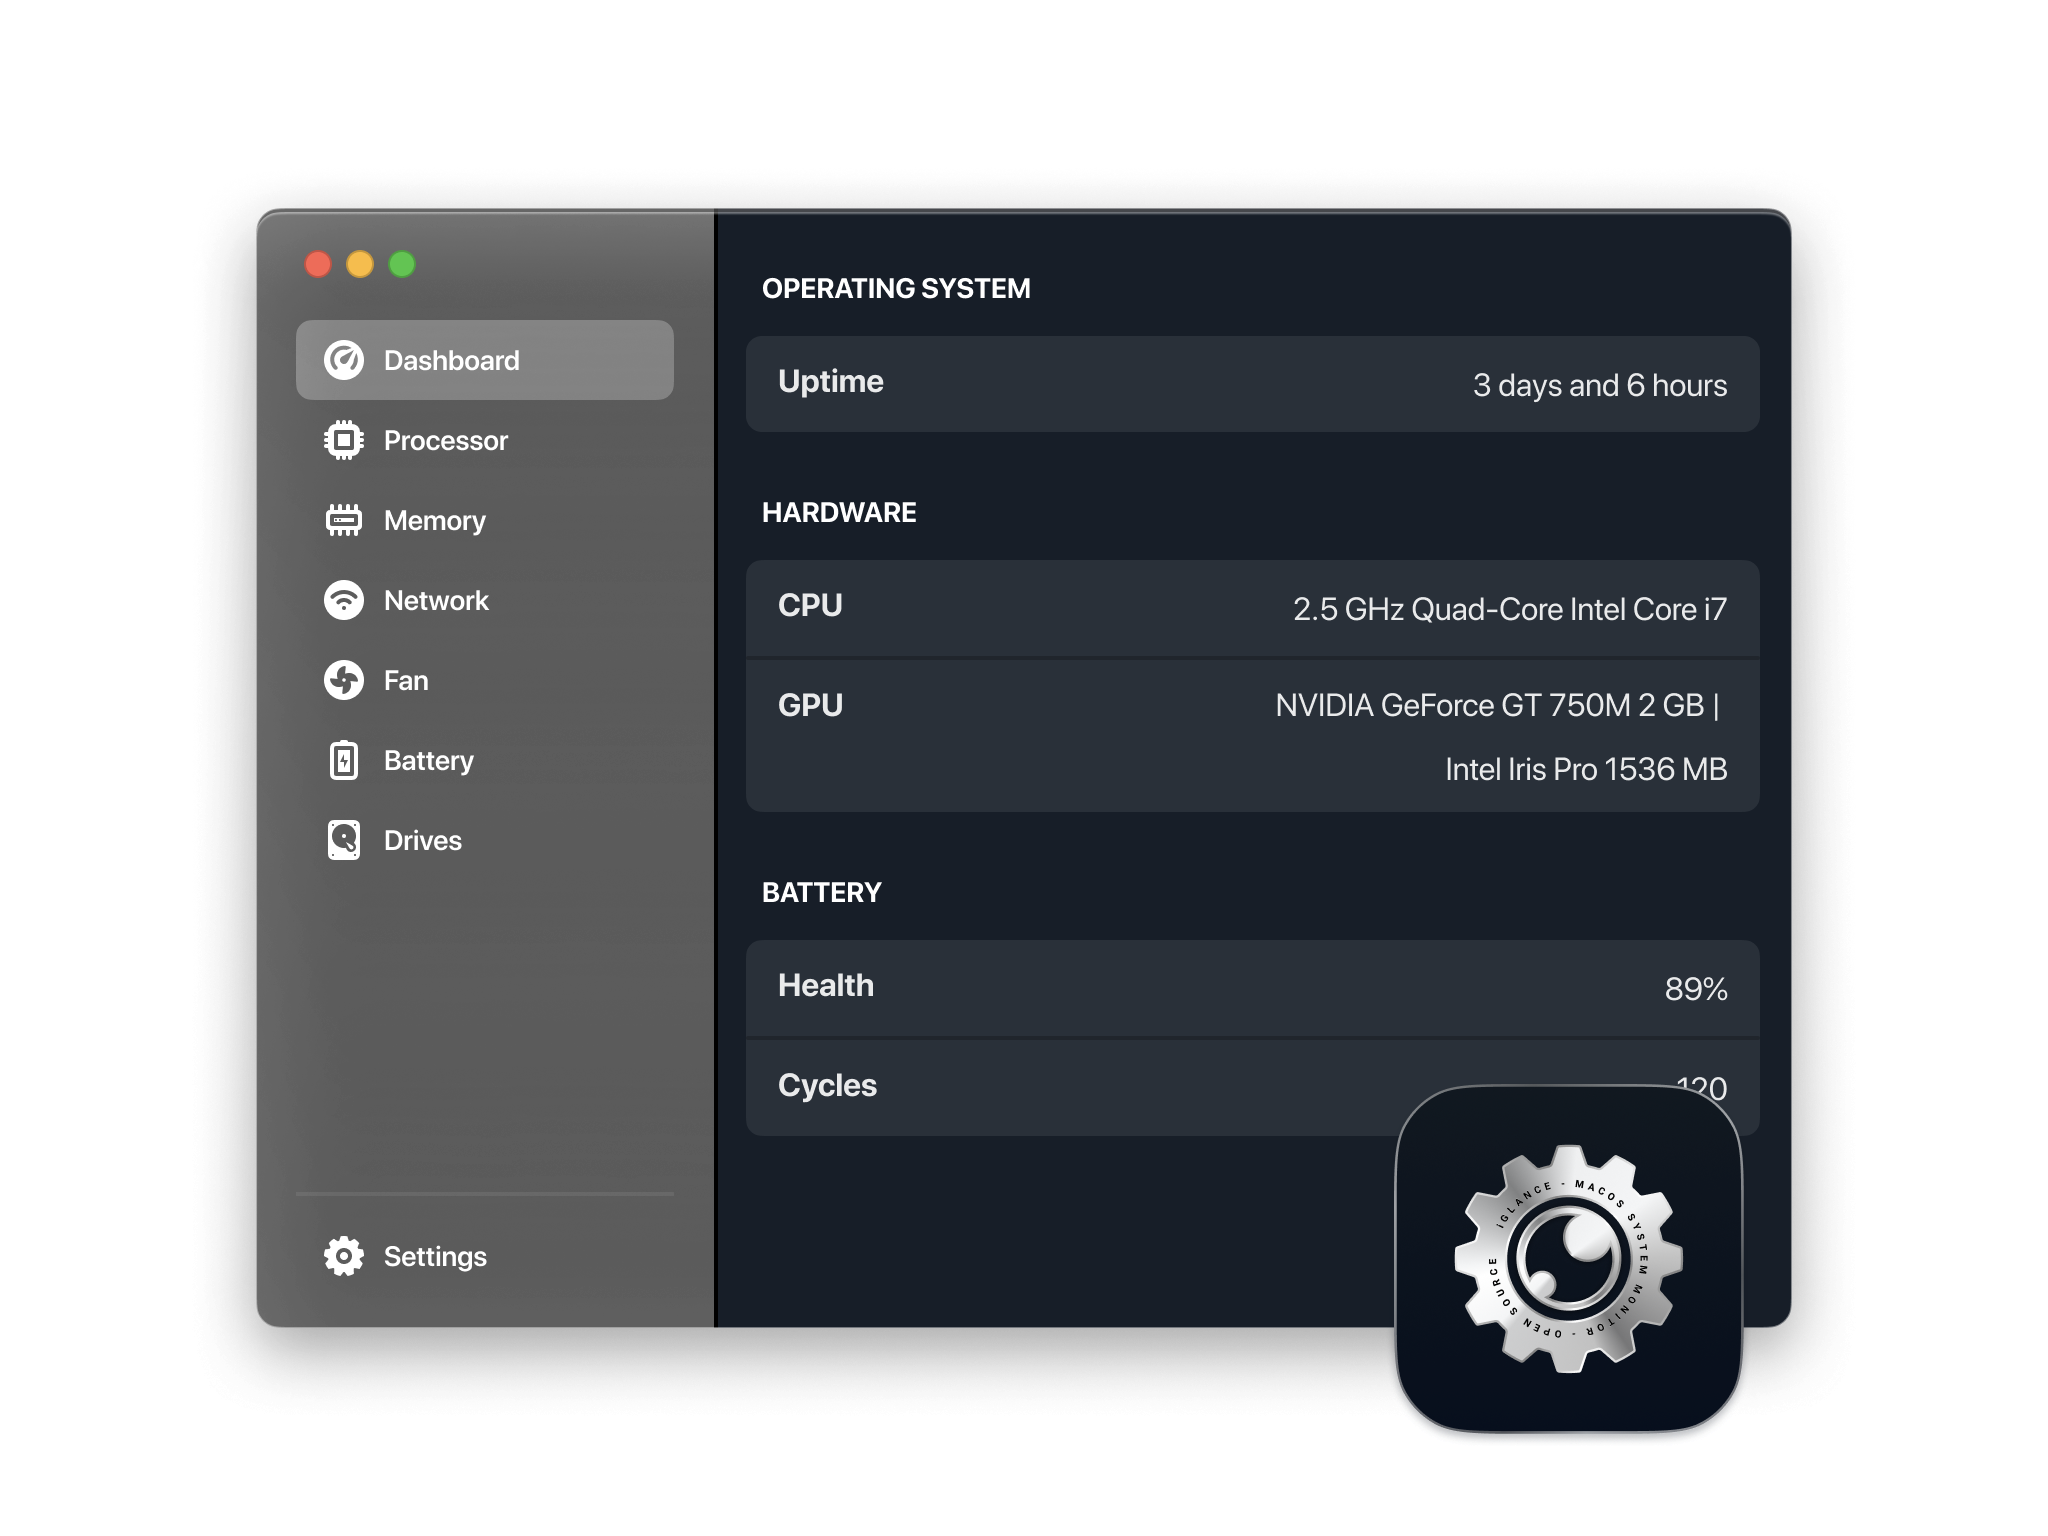 Dashboard
Processor
Memory
Network
Fan
Battery
Drives
Settings
OPERATING SYSTEM
Uptime 3 days and 6 hours
HARDWARE
CPU 2.5 GHz Quad-Core Intel Core i7
GPU NVIDIA GeForce GT 750M 2 GB |
Intel Iris Pro 1536 MB
BATTERY
Health 89%
Cycles 120
iGLANCE - MACOS SYSTEM MONITOR - OPEN SOURCE